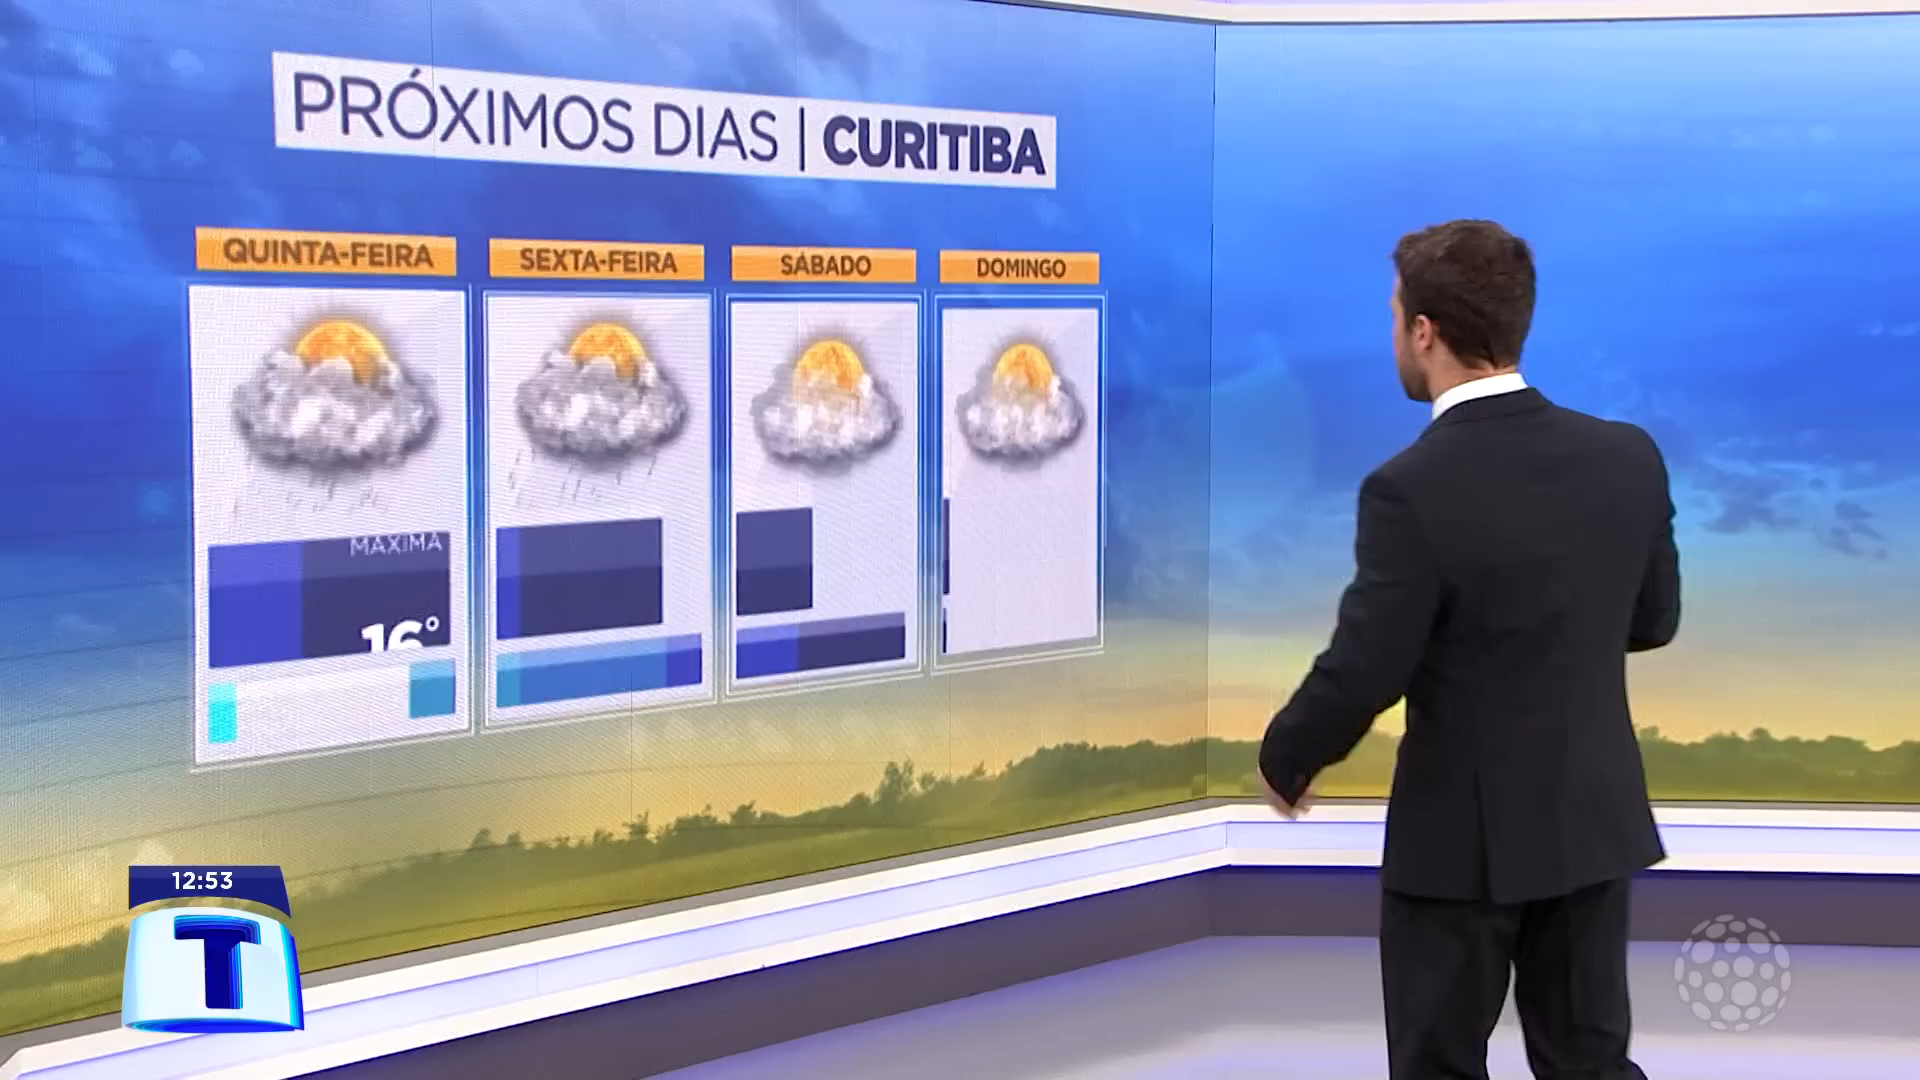 PRÓXIMOS DIAS | CURITIBA
QUINTA-FEIRA
SEXTA-FEIRA
SÁBADO
DOMINGO
MÁXIMA
16°
12:53
T